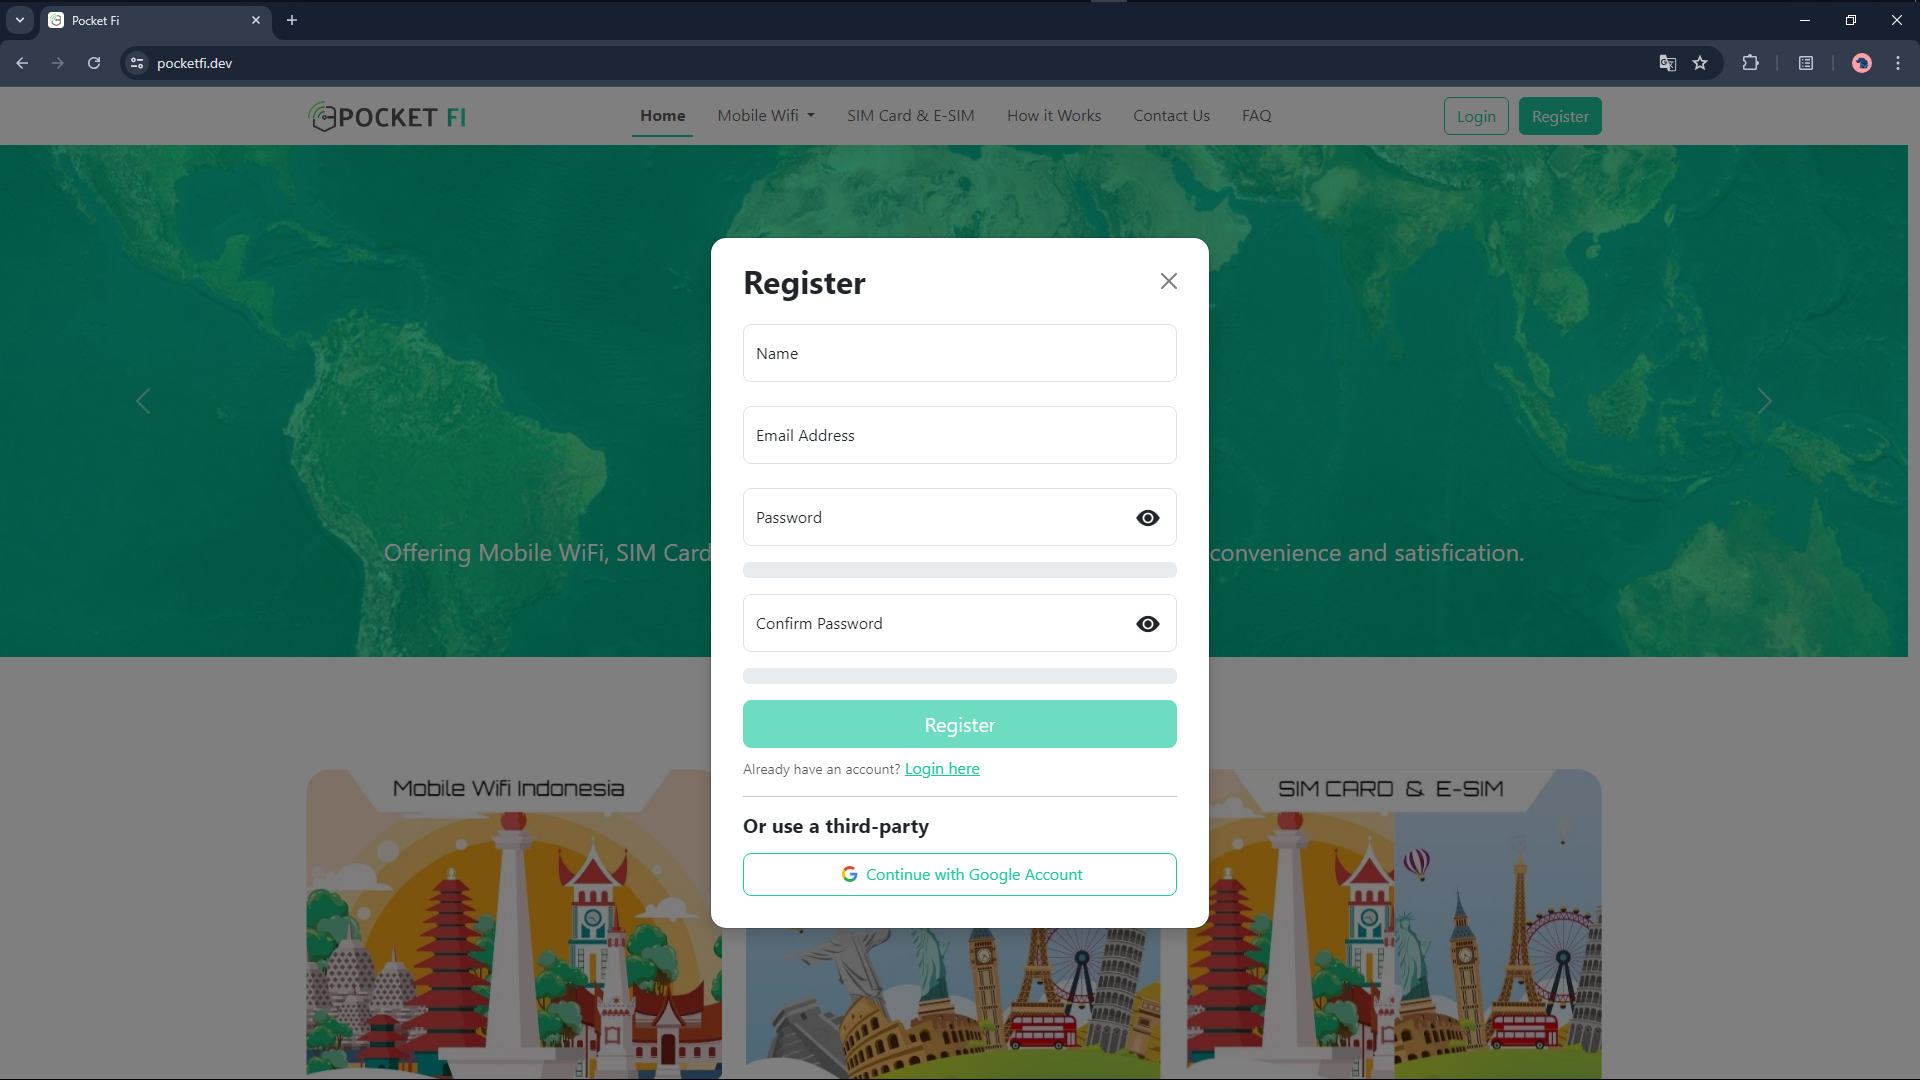 Pocket Fi
pocketfi.dev
POCKET FI
Home
Mobile Wifi
SIM Card & E-SIM
How it Works
Contact Us
FAQ
Login
Register
Register
Name
Email Address
Password
Offering Mobile WiFi, SIM Card
convenience and satisfication.
Confirm Password
Register
Already have an account? Login here
Mobile Wifi Indonesia
SIM CARD & E-SIM
Or use a third-party
Continue with Google Account